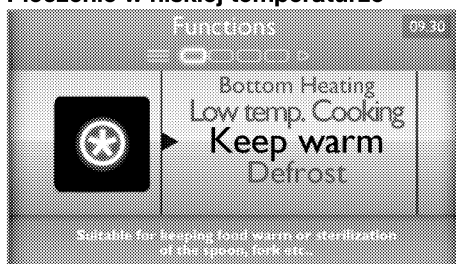 Pieczenie w niskiej temperaturze
Functions
09:30
Bottom Heating
Low temp. Cooking
Keep warm
Defrost
Suitable for keeping food warm or sterilization
of the spoon, fork etc..